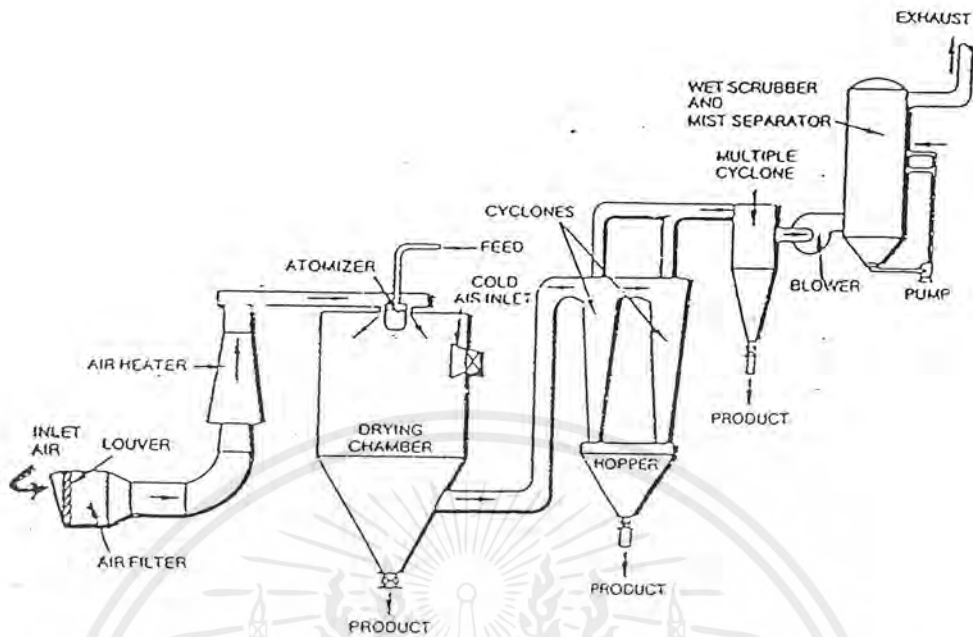 EXHAUST
WET SCRUBBER
AND
MIST SEPARATOR
MULTIPLE
CYCLONE
CYCLONES
FEED
ATOMIZER
COLD
AIR INLET
BLOWER
PUMP
AIR HEATER
PRODUCT
INLET
AIR
LOUVER
DRYING
CHAMBER
HOPPER
AIR FILTER
PRODUCT
PRODUCT